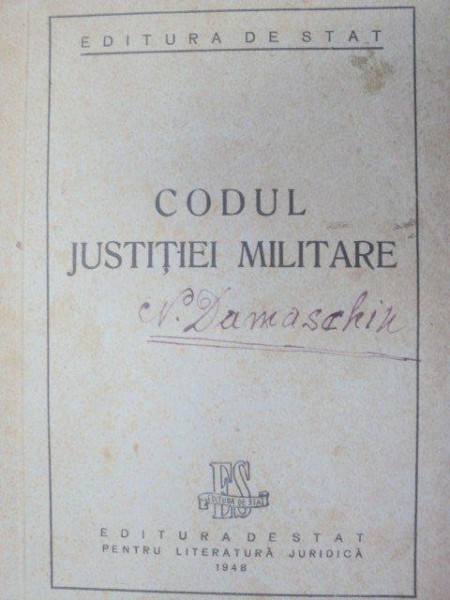 EDITURA DE STAT
CODUL
JUSTIȚIEI MILITARE
N. Damaschin
ES
EDITURA DE STAT
EDITURA DE STAT
PENTRU LITERATURĂ JURIDICĂ
1948